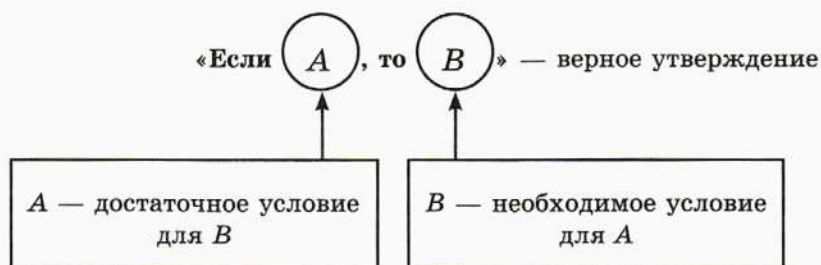 «Если A, то B» — верное утверждение
A — достаточное условие
для B
B — необходимое условие
для A